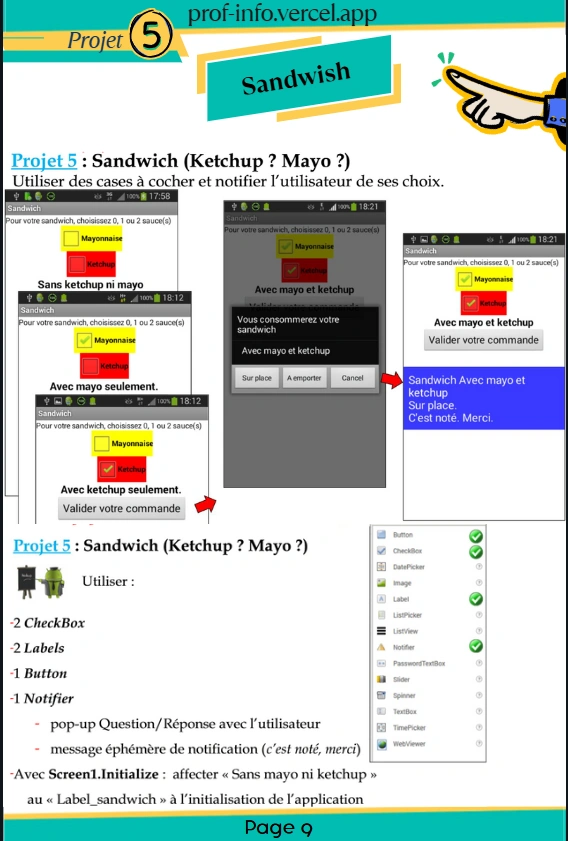 prof-info.vercel.app
Projet 5
Sandwish
Projet 5 : Sandwich (Ketchup ? Mayo ?)
Utiliser des cases à cocher et notifier l'utilisateur de ses choix.
100% 17:58
Sandwich
Pour votre sandwich, choisissez 0, 1 ou 2 sauce(s)
Mayonnaise
Ketchup
Sans ketchup ni mayo
100% 18:12
Sandwich
Pour votre sandwich, choisissez 0, 1 ou 2 sauce(s)
Mayonnaise
Ketchup
Avec mayo seulement.
100% 18:12
Sandwich
Pour votre sandwich, choisissez 0, 1 ou 2 sauce(s)
Mayonnaise
Ketchup
Avec ketchup seulement.
Valider votre commande
100% 18:21
Sandwich
Pour votre sandwich, choisissez 0, 1 ou 2 sauce(s)
Mayonnaise
Ketchup
Avec mayo et ketchup
Valider votre commande
Vous consommerez votre
sandwich
Avec mayo et ketchup
Sur place
A emporter
Cancel
100% 18:21
Sandwich
Pour votre sandwich, choisissez 0, 1 ou 2 sauce(s)
Mayonnaise
Ketchup
Avec mayo et ketchup
Valider votre commande
Sandwich Avec mayo et
ketchup
Sur place.
C'est noté. Merci.
Projet 5 : Sandwich (Ketchup ? Mayo ?)
Utiliser :
-2 CheckBox
-2 Labels
-1 Button
-1 Notifier
- pop-up Question/Réponse avec l'utilisateur
- message éphémère de notification (c'est noté, merci)
-Avec Screen1.Initialize : affecter « Sans mayo ni ketchup »
au « Label_sandwich » à l'initialisation de l'application
Button
CheckBox
DatePicker
Image
Label
ListPicker
ListView
Notifier
PasswordTextBox
Slider
Spinner
TextBox
TimePicker
WebViewer
Page 9